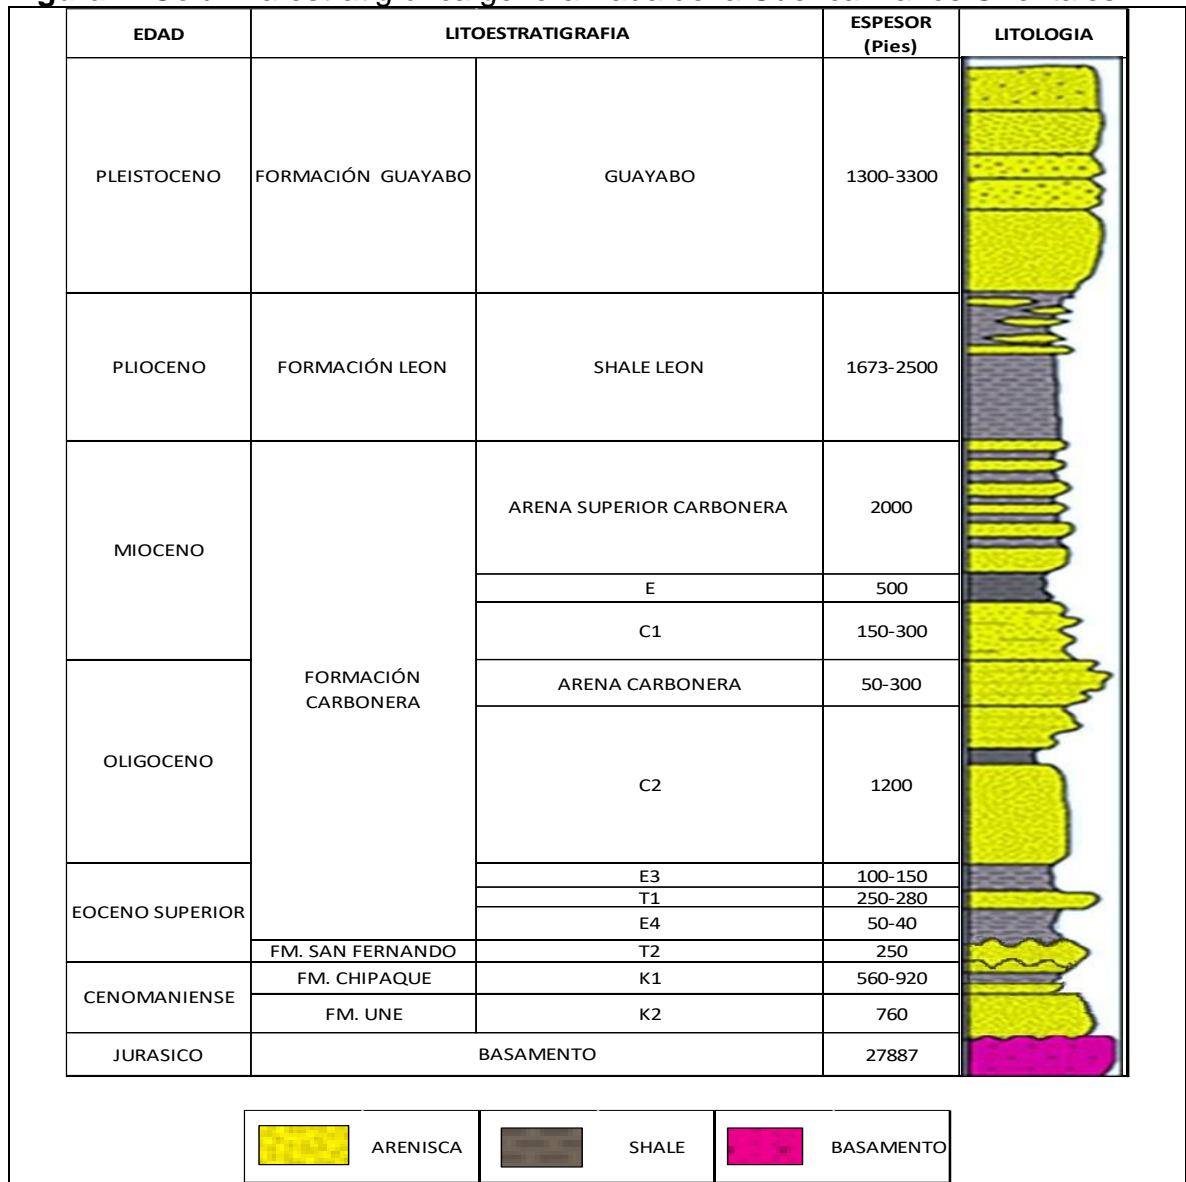 EDAD LITOESTRATIGRAFIA ESPESOR (Pies) LITOLOGIA
PLEISTOCENO FORMACIÓN GUAYABO GUAYABO 1300-3300
PLIOCENO FORMACIÓN LEON SHALE LEON 1673-2500
MIOCENO
FORMACIÓN CARBONERA
ARENA SUPERIOR CARBONERA 2000
E 500
C1 150-300
OLIGOCENO
ARENA CARBONERA 50-300
C2 1200
EOCENO SUPERIOR
E3 100-150
T1 250-280
E4 50-40
FM. SAN FERNANDO T2 250
CENOMANIENSE
FM. CHIPAQUE K1 560-920
FM. UNE K2 760
JURASICO BASAMENTO 27887
ARENISCA SHALE BASAMENTO